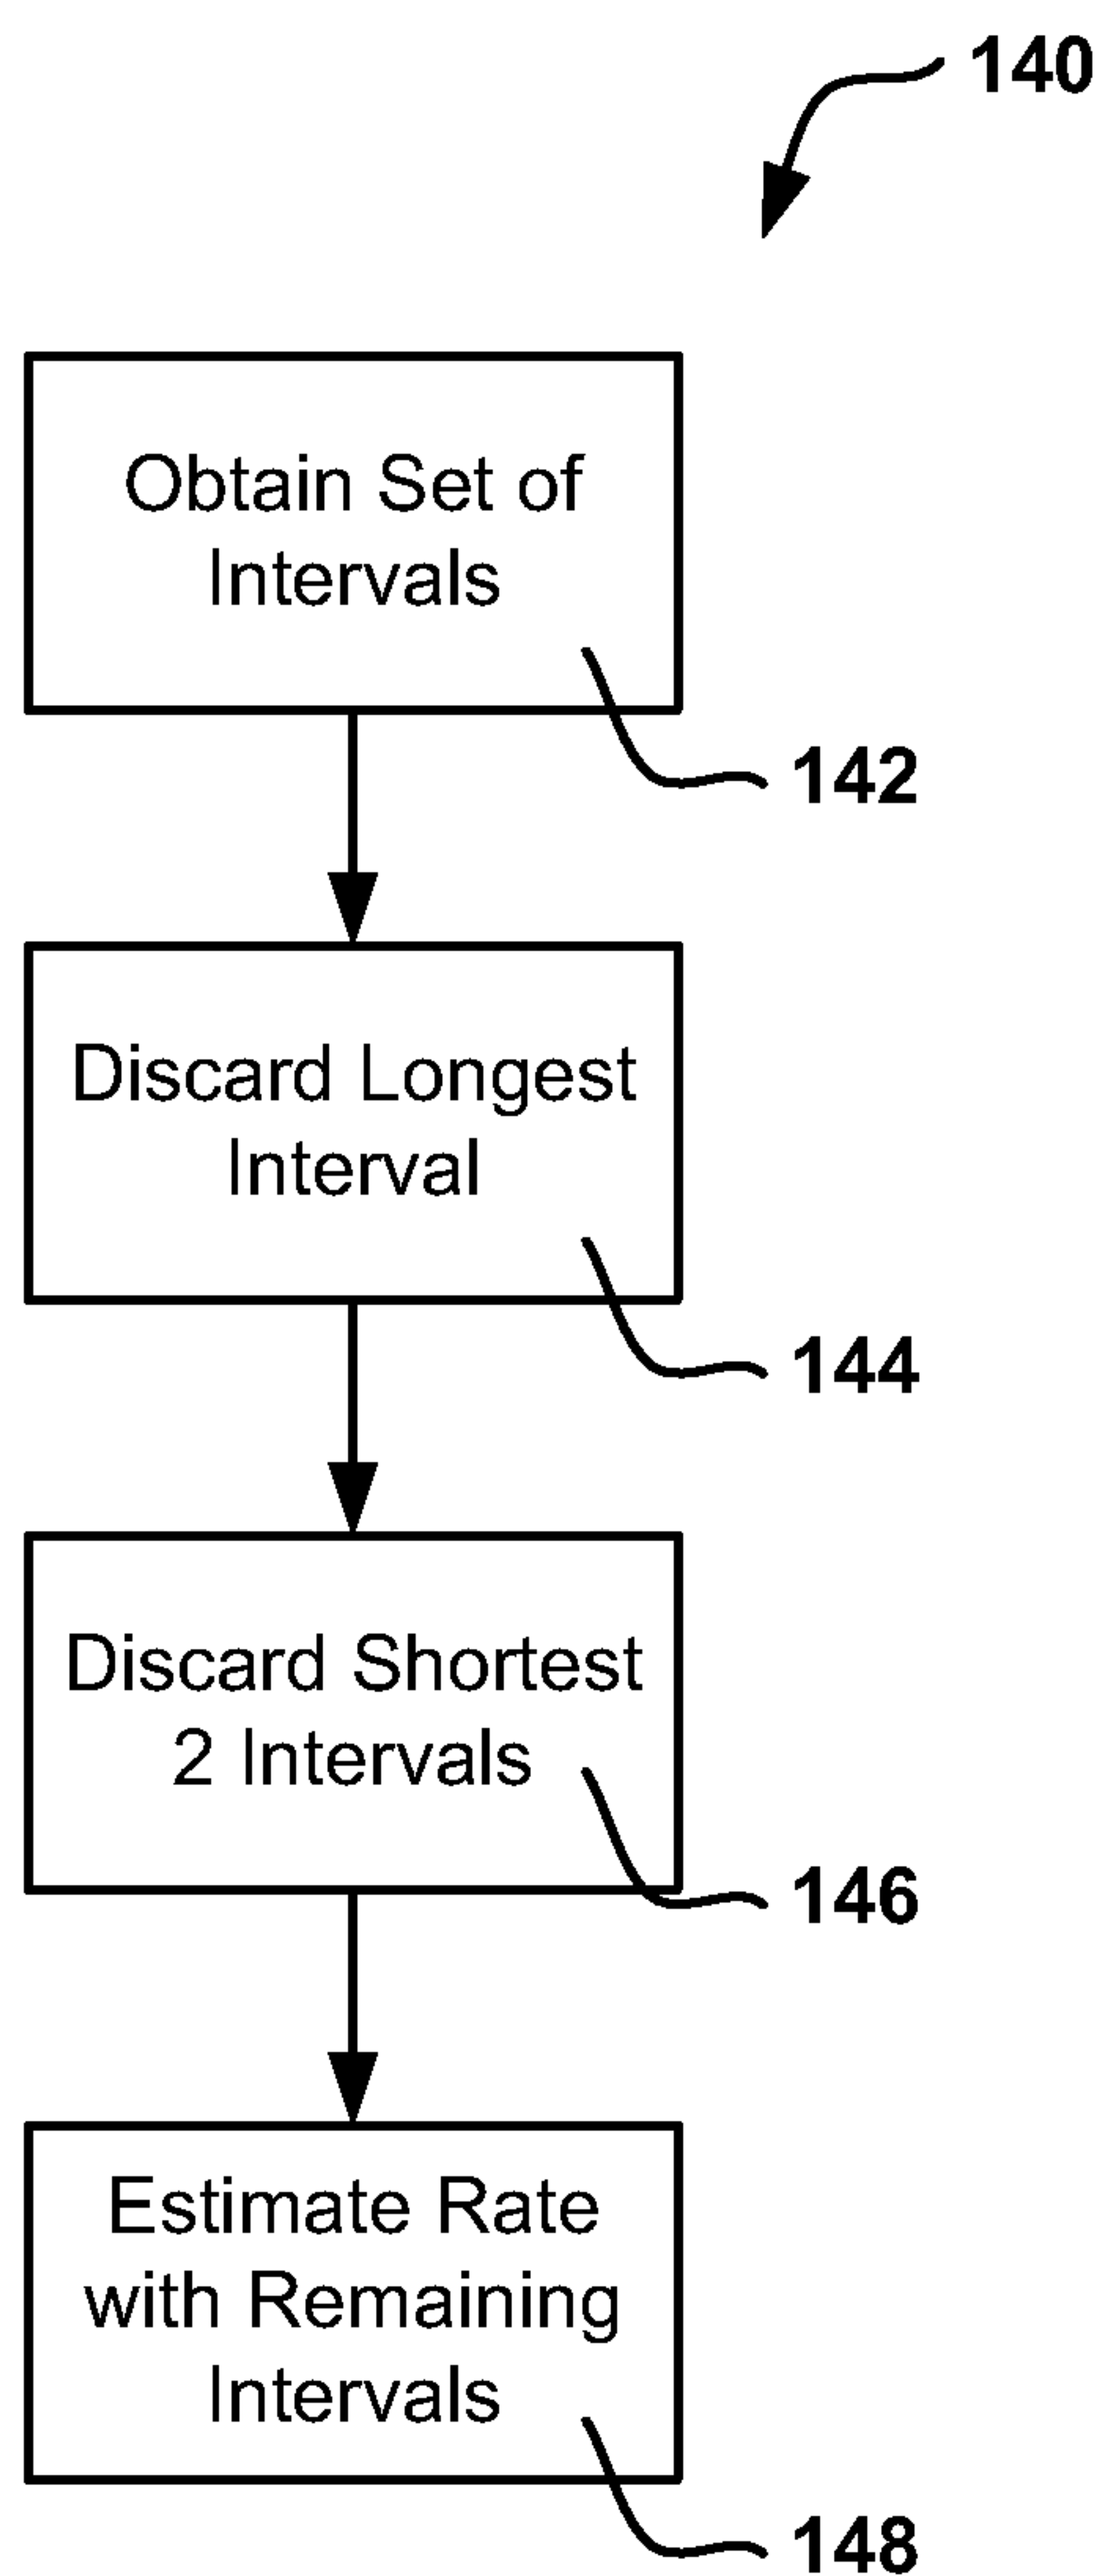 140
Obtain Set of
Intervals
142
Discard Longest
Interval
144
Discard Shortest
2 Intervals
146
Estimate Rate
with Remaining
Intervals
148